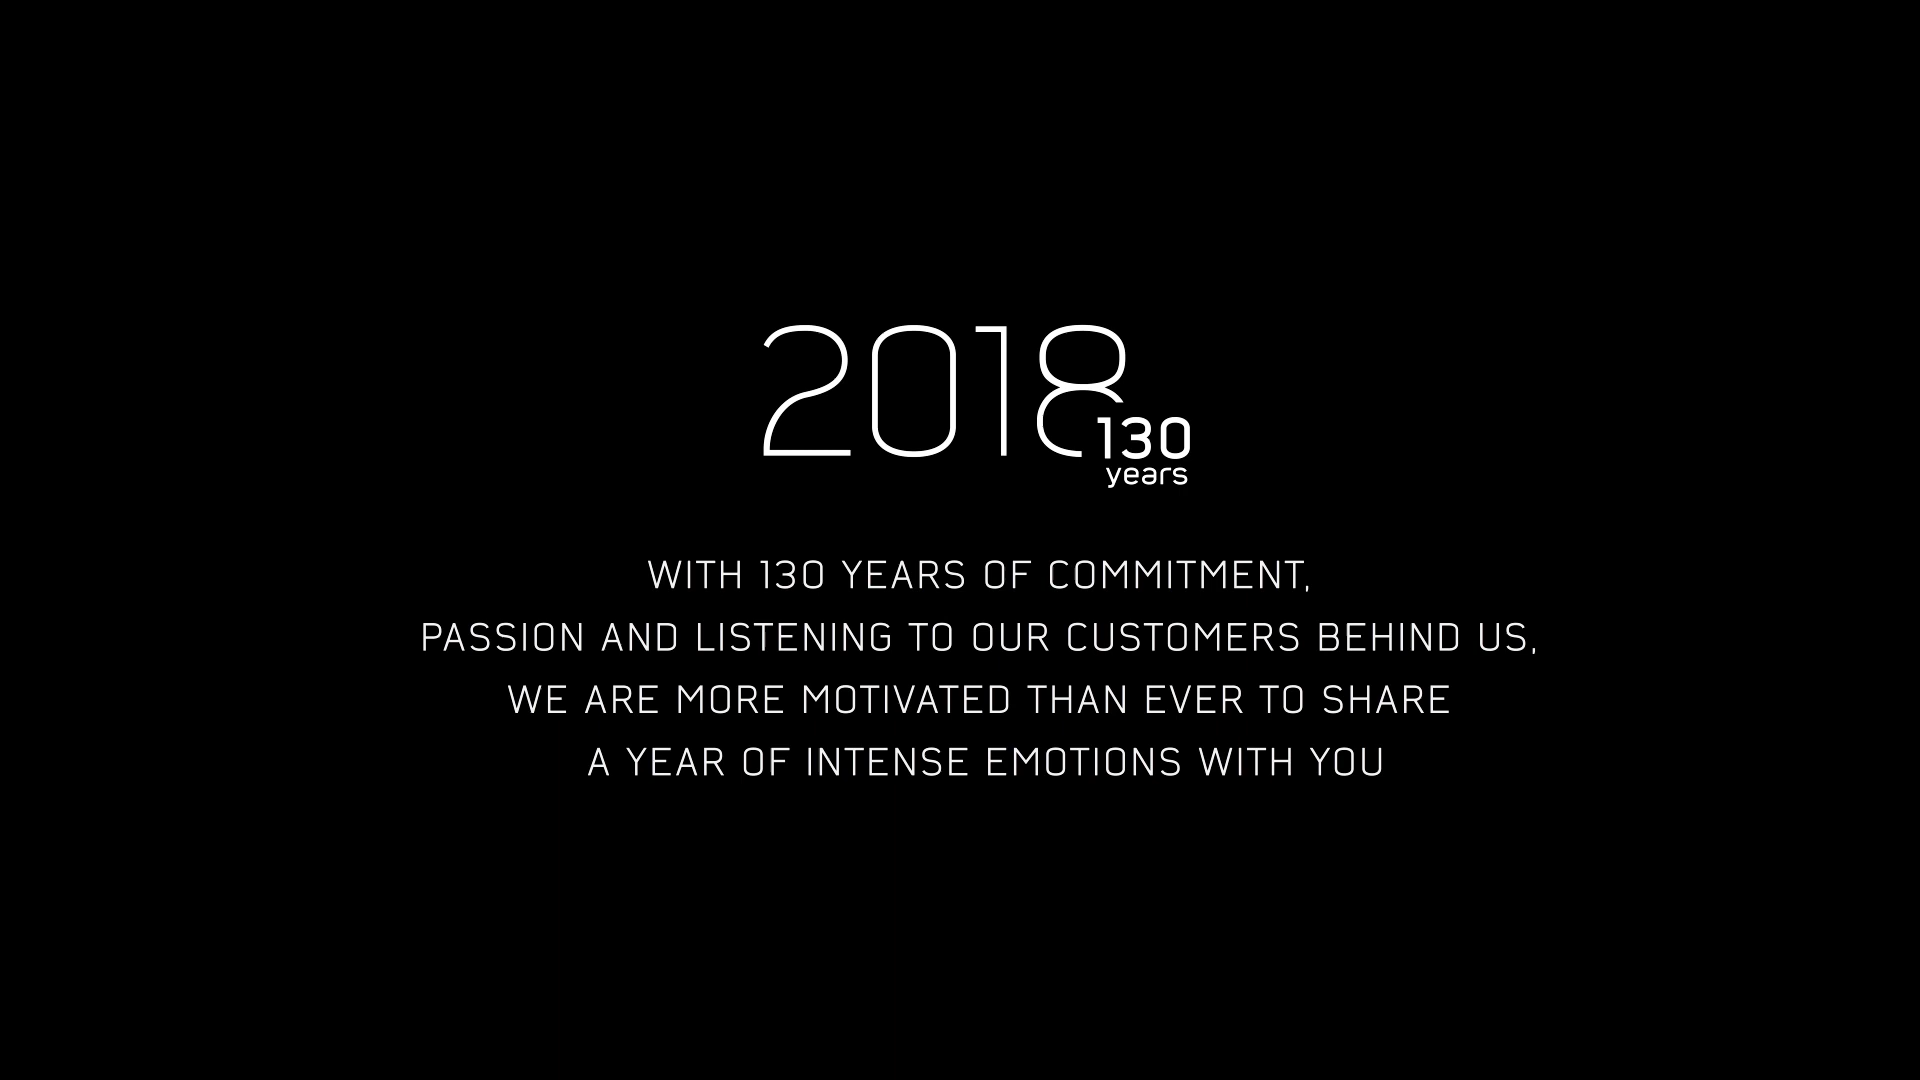 2018
130
years
WITH 130 YEARS OF COMMITMENT,
PASSION AND LISTENING TO OUR CUSTOMERS BEHIND US,
WE ARE MORE MOTIVATED THAN EVER TO SHARE
A YEAR OF INTENSE EMOTIONS WITH YOU